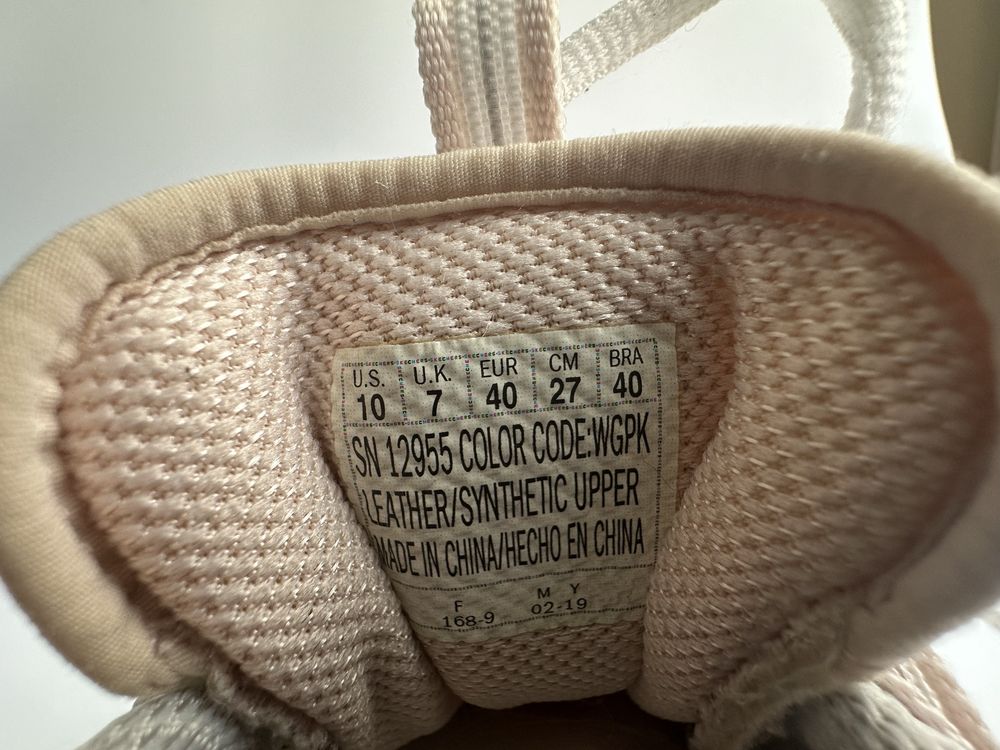 U.S. U.K. EUR CM BRA
10 7 40 27 40
SN 12955 COLOR CODE:WGPK
LEATHER/SYNTHETIC UPPER
MADE IN CHINA/HECHO EN CHINA
F M Y
168-9 02-19